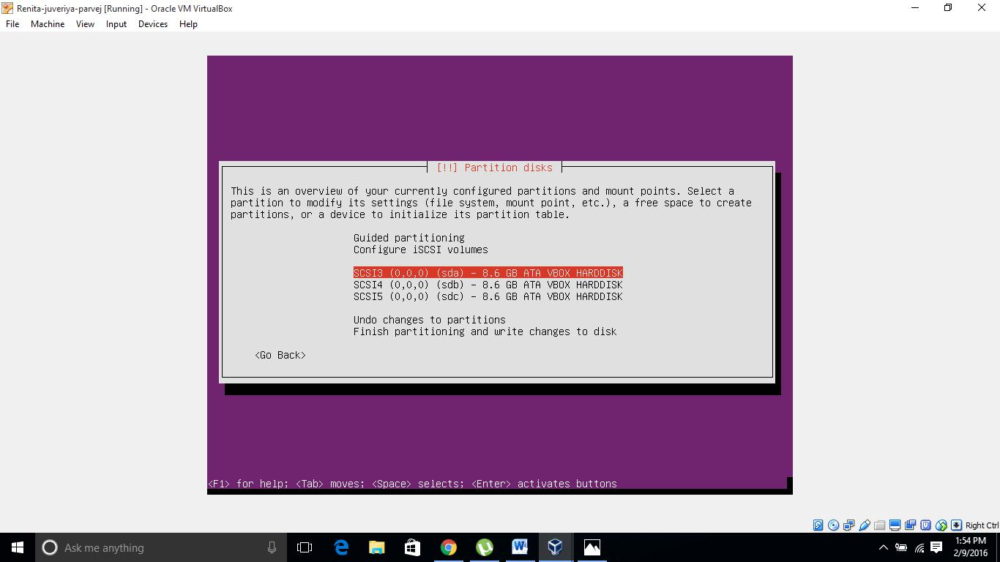 Renita-juveriya-parvej [Running] - Oracle VM VirtualBox
File Machine View Input Devices Help
[!!] Partition disks
This is an overview of your currently configured partitions and mount points. Select a
partition to modify its settings (file system, mount point, etc.), a free space to create
partitions, or a device to initialize its partition table.
Guided partitioning
Configure iSCSI volumes
SCSI3 (0,0,0) (sda) - 8.6 GB ATA VBOX HARDDISK
SCSI4 (0,0,0) (sdb) - 8.6 GB ATA VBOX HARDDISK
SCSI5 (0,0,0) (sdc) - 8.6 GB ATA VBOX HARDDISK
Undo changes to partitions
Finish partitioning and write changes to disk
<Go Back>
<F1> for help; <Tab> moves; <Space> selects; <Enter> activates buttons
Right Ctrl
Ask me anything
1:54 PM
2/9/2016